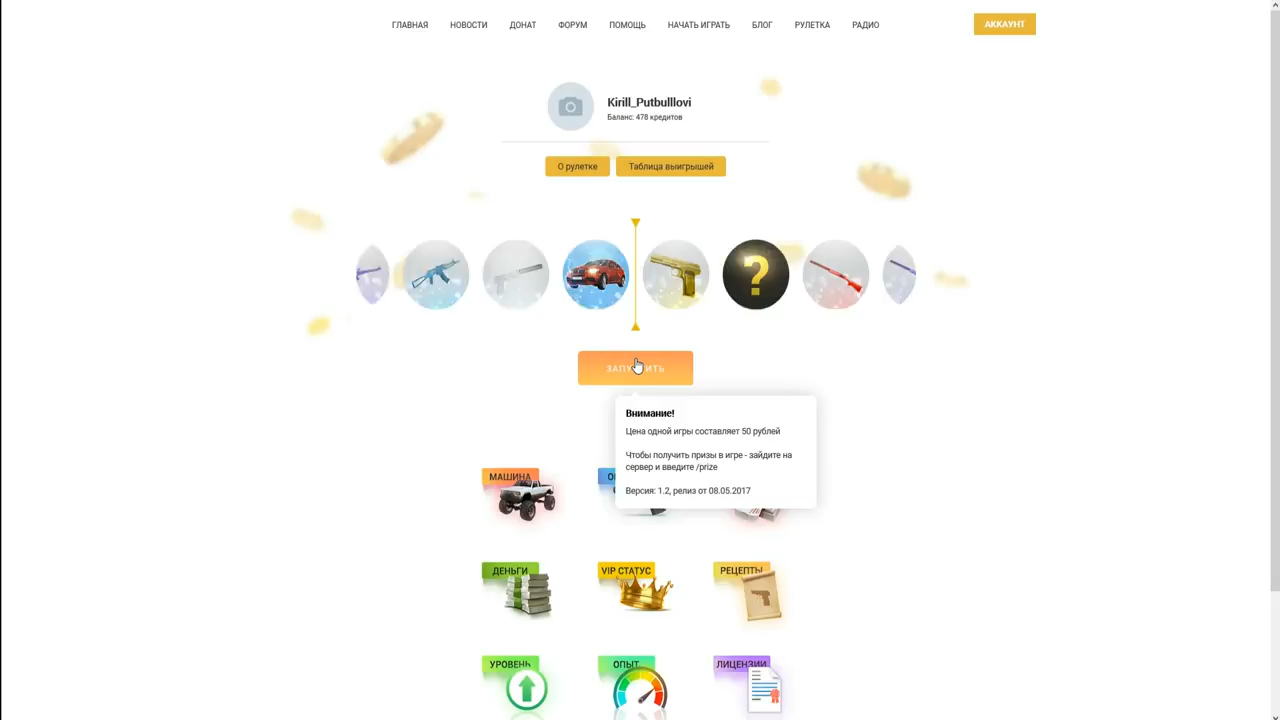 ГЛАВНАЯ НОВОСТИ ДОНАТ ФОРУМ ПОМОЩЬ НАЧАТЬ ИГРАТЬ БЛОГ РУЛЕТКА РАДИО АККАУНТ
Kirill_Putbulllovi
Баланс: 478 кредитов
О рулетке Таблица выигрышей
?
Внимание!
Цена одной игры составляет 50 рублей
Чтобы получить призы в игре - зайдите на
сервер и введите /prize
Версия: 1.2, релиз от 08.05.2017
МАШИНА
ДЕНЬГИ VIP СТАТУС РЕЦЕПТЫ
УРОВЕНЬ ОПЫТ ЛИЦЕНЗИИ